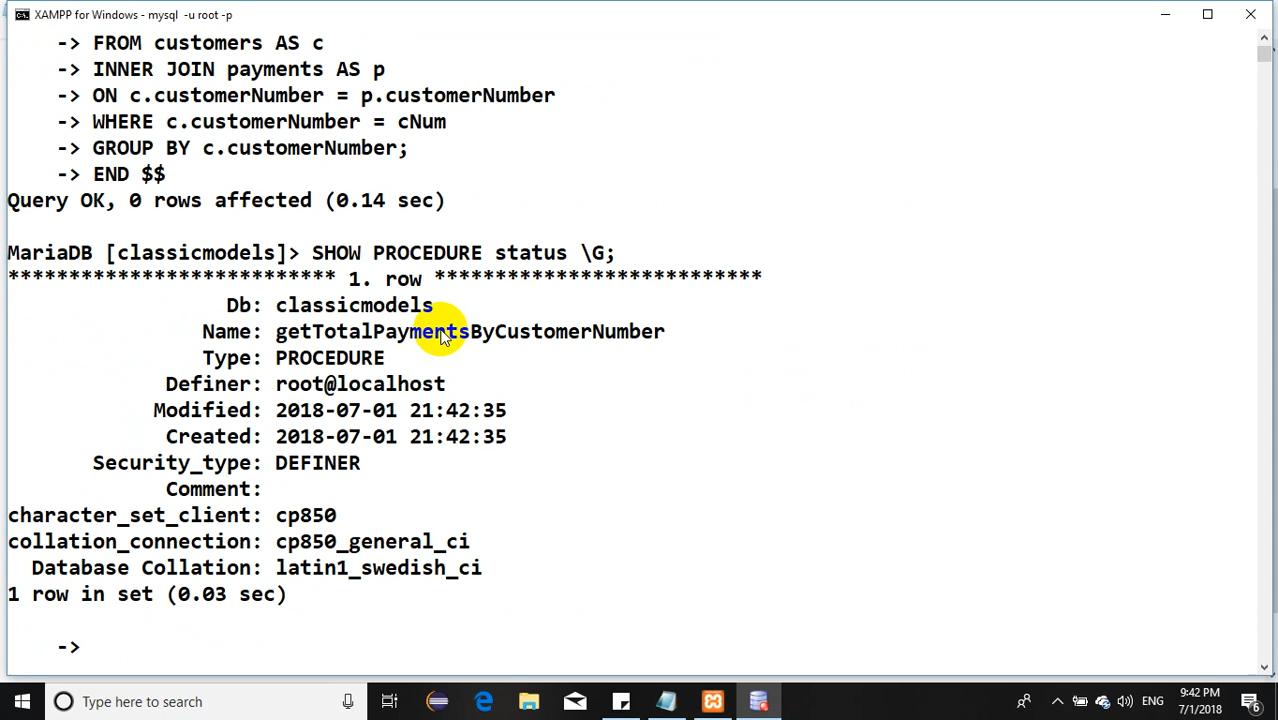 XAMPP for Windows - mysql -u root -p
-> FROM customers AS c
-> INNER JOIN payments AS p
-> ON c.customerNumber = p.customerNumber
-> WHERE c.customerNumber = cNum
-> GROUP BY c.customerNumber;
-> END $$
Query OK, 0 rows affected (0.14 sec)
MariaDB [classicmodels]> SHOW PROCEDURE status \G;
*************************** 1. row ***************************
Db: classicmodels
Name: getTotalPaymentsByCustomerNumber
Type: PROCEDURE
Definer: root@localhost
Modified: 2018-07-01 21:42:35
Created: 2018-07-01 21:42:35
Security_type: DEFINER
Comment:
character_set_client: cp850
collation_connection: cp850_general_ci
Database Collation: latin1_swedish_ci
1 row in set (0.03 sec)
->
Type here to search
ENG
9:42 PM
7/1/2018
6